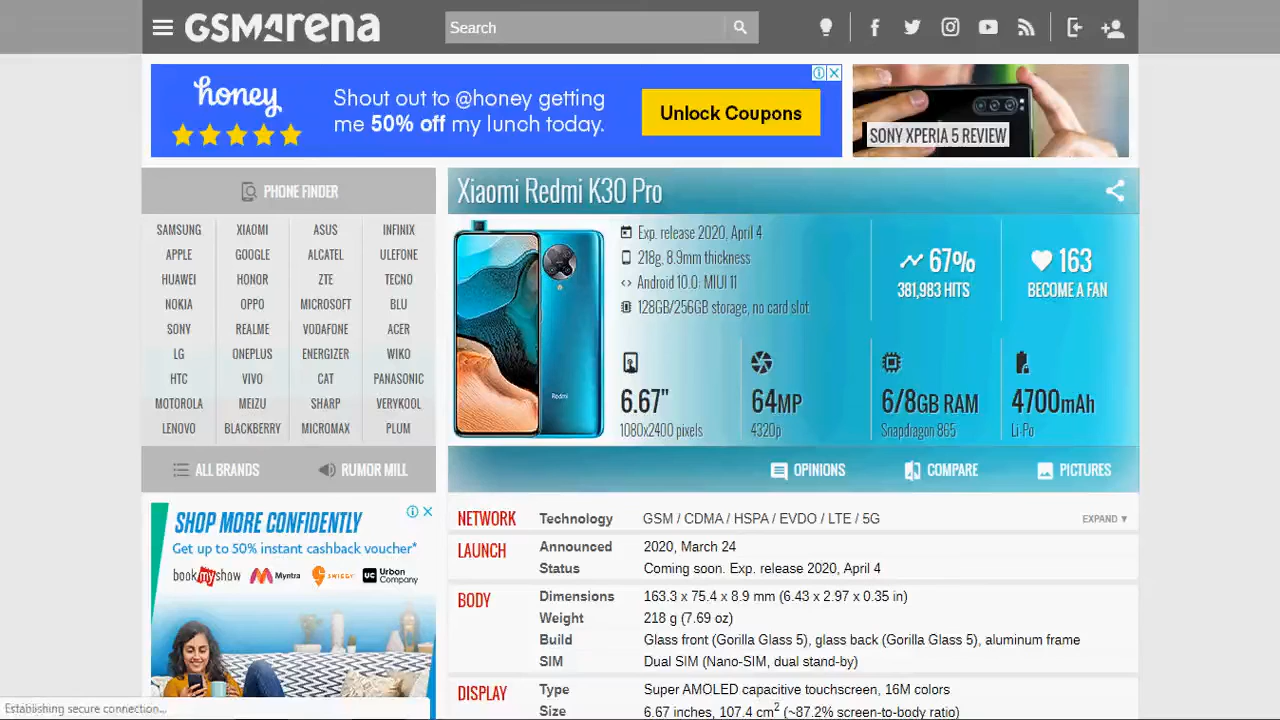 GSMArena
Search
honey
Shout out to @honey getting
me 50% off my lunch today.
Unlock Coupons
SONY XPERIA 5 REVIEW
PHONE FINDER
SAMSUNG XIAOMI ASUS INFINIX
APPLE GOOGLE ALCATEL ULEFONE
HUAWEI HONOR ZTE TECNO
NOKIA OPPO MICROSOFT BLU
SONY REALME VODAFONE ACER
LG ONEPLUS ENERGIZER WIKO
HTC VIVO CAT PANASONIC
MOTOROLA MEIZU SHARP VERYKOOL
LENOVO BLACKBERRY MICROMAX PLUM
ALL BRANDS RUMOR MILL
Xiaomi Redmi K30 Pro
Redmi
Exp. release 2020, April 4
218g, 8.9mm thickness
Android 10.0; MIUI 11
128GB/256GB storage, no card slot
67%
381,983 HITS
163
BECOME A FAN
6.67"
1080x2400 pixels
64MP
4320p
6/8GB RAM
Snapdragon 865
4700mAh
Li-Po
OPINIONS COMPARE PICTURES
SHOP MORE CONFIDENTLY
Get up to 50% instant cashback voucher*
bookmyshow Myntra SWIGGY UC Urban Company
NETWORK Technology GSM / CDMA / HSPA / EVDO / LTE / 5G EXPAND ▼
LAUNCH Announced 2020, March 24
Status Coming soon. Exp. release 2020, April 4
BODY Dimensions 163.3 x 75.4 x 8.9 mm (6.43 x 2.97 x 0.35 in)
Weight 218 g (7.69 oz)
Build Glass front (Gorilla Glass 5), glass back (Gorilla Glass 5), aluminum frame
SIM Dual SIM (Nano-SIM, dual stand-by)
DISPLAY Type Super AMOLED capacitive touchscreen, 16M colors
Size 6.67 inches, 107.4 cm2 (~87.2% screen-to-body ratio)
Establishing secure connection...